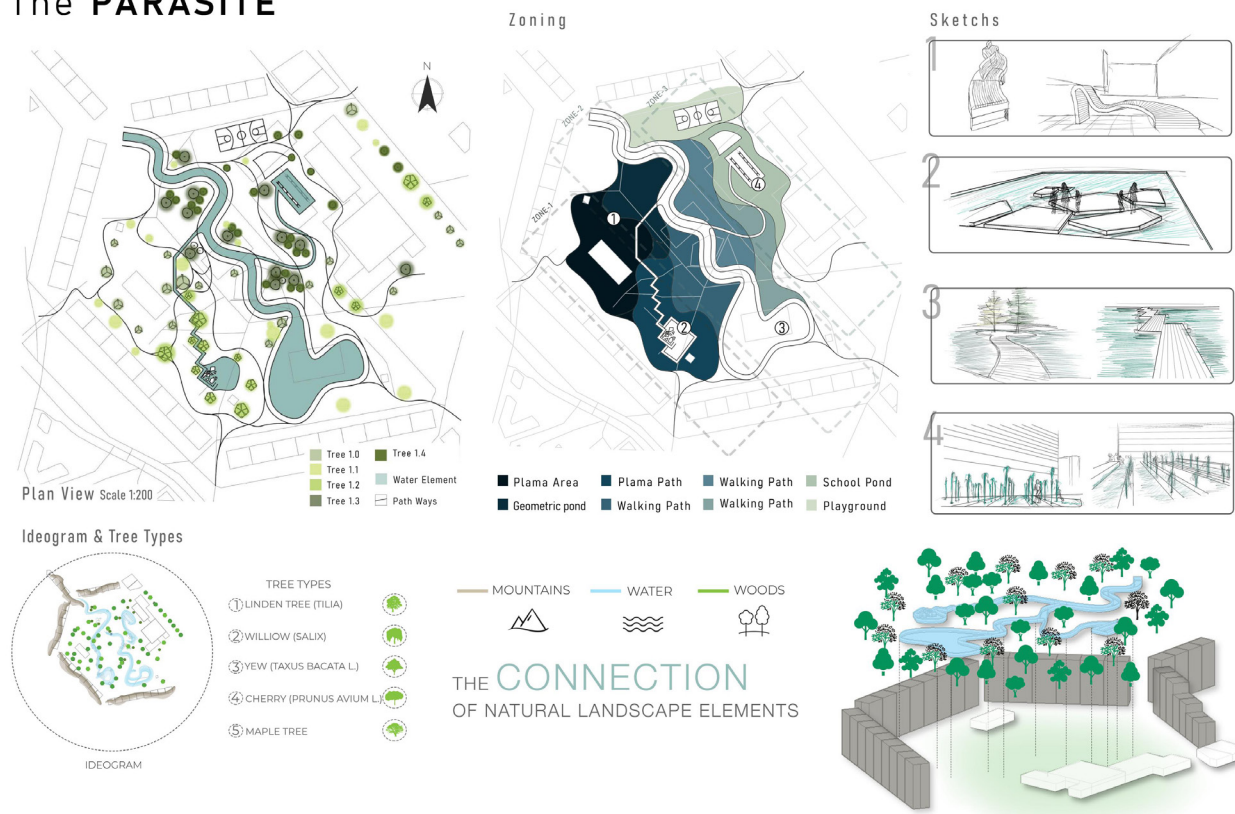 The PARASITE
Zoning
Sketchs
N
ZONE-1
ZONE-2
ZONE-3
1
2
3
4
1
2
3
4
Tree 1.0
Tree 1.1
Tree 1.2
Tree 1.3
Tree 1.4
Water Element
Path Ways
Plan View Scale 1:200
Plama Area
Geometric pond
Plama Path
Walking Path
Walking Path
Walking Path
School Pond
Playground
Ideogram & Tree Types
IDEOGRAM
TREE TYPES
1 LINDEN TREE (TILIA)
2 WILLIOW (SALIX)
3 YEW (TAXUS BACATA L.)
4 CHERRY (PRUNUS AVIUM L.)
5 MAPLE TREE
MOUNTAINS
WATER
WOODS
THE CONNECTION
OF NATURAL LANDSCAPE ELEMENTS